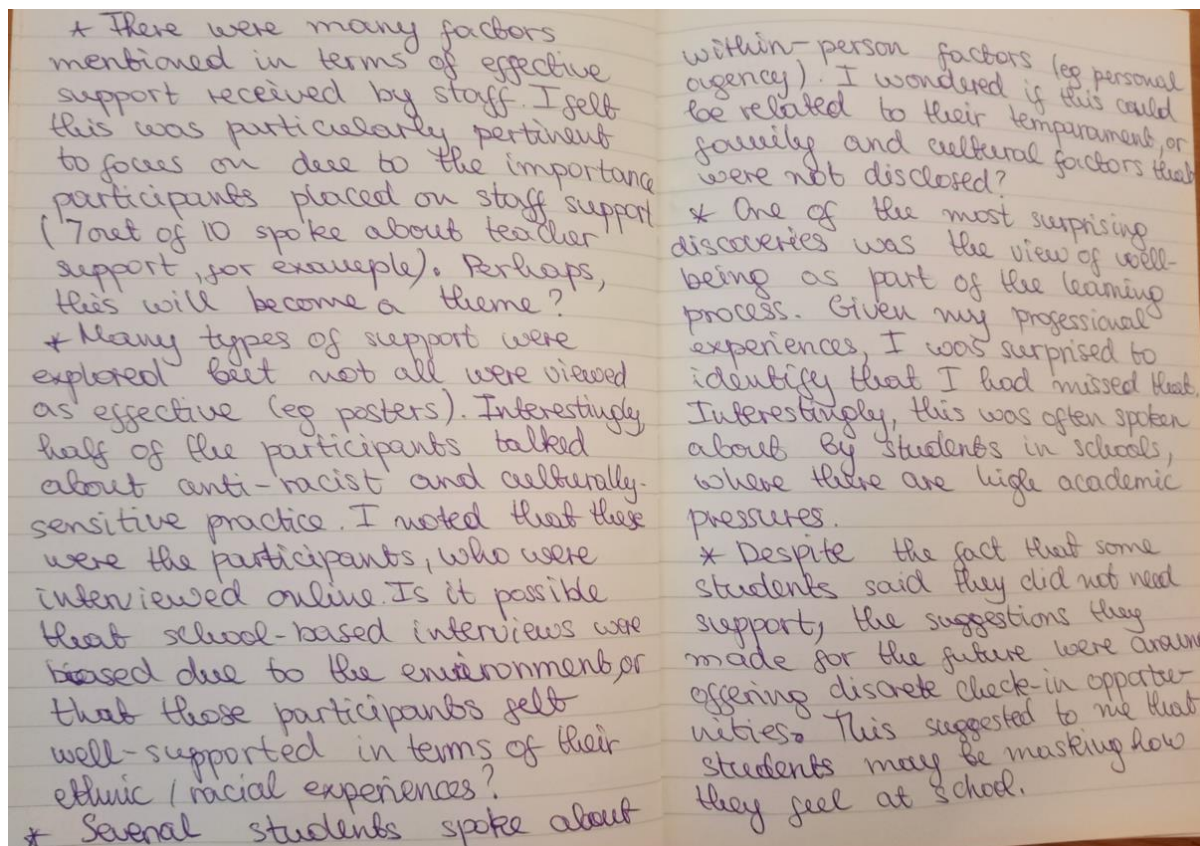 * There were many factors
mentioned in terms of effective
support received by staff. I felt
this was particularly pertinent
to focus on due to the importance
participants placed on staff support
(7 out of 10 spoke about teacher
support, for example). Perhaps,
this will become a theme?
* Many types of support were
explored but not all were viewed
as effective (eg posters). Interestingly,
half of the participants talked
about anti-racist and culturally-
sensitive practice. I noted that these
were the participants, who were
interviewed online. Is it possible
that school-based interviews were
biased due to the environment, or
that those participants felt
well-supported in terms of their
ethnic / racial experiences?
* Several students spoke about
within-person factors (eg personal
agency). I wondered if this could
be related to their temparament, or
family and cultural factors that
were not disclosed?
* One of the most surprising
discoveries was the view of well-
being as part of the learning
process. Given my professional
experiences, I was surprised to
identify that I had missed that.
Interestingly, this was often spoken
about by students in schools,
where there are high academic
pressures.
* Despite the fact that some
students said they did not need
support, the suggestions they
made for the future were aroun
offering discrete check-in opportu-
nities. This suggested to me that
students may be masking how
they feel at school.